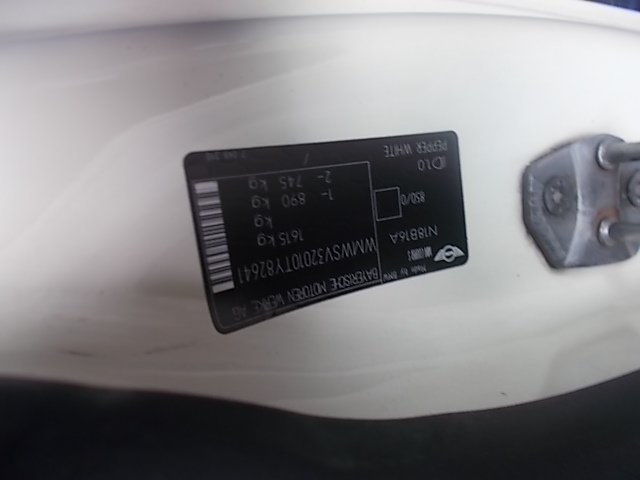 BAYERISCHE MOTOREN WERKE AG
WMWSV32010TY82641
1615 kg
kg
1- 890 kg
2- 745 kg
/
Made by BMW
N18B16A
850/0
PEPPER WHITE